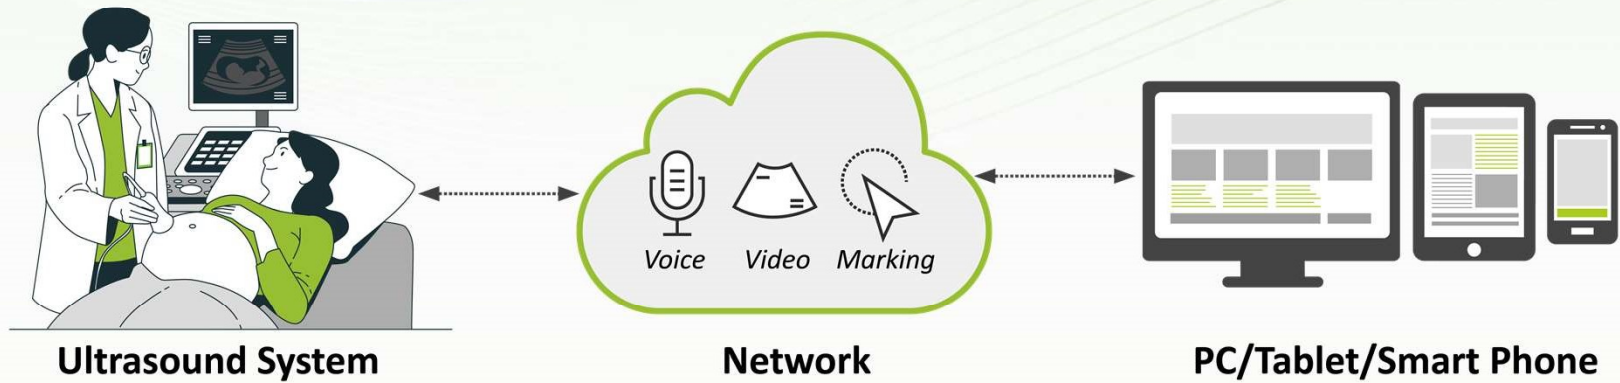 Voice
Video
Marking
Ultrasound System
Network
PC/Tablet/Smart Phone